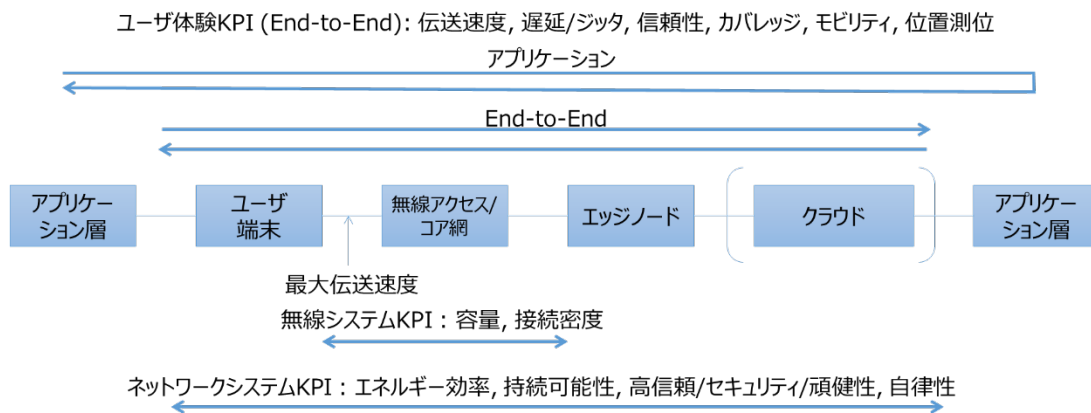 ユーザ体験KPI (End-to-End): 伝送速度, 遅延/ジッタ, 信頼性, カバレッジ, モビリティ, 位置測位
アプリケーション
End-to-End
アプリケー
ション層
ユーザ
端末
無線アクセス/
コア網
エッジノード
クラウド
アプリケー
ション層
最大伝送速度
無線システムKPI : 容量, 接続密度
ネットワークシステムKPI : エネルギー効率, 持続可能性, 高信頼/セキュリティ/頑健性, 自律性